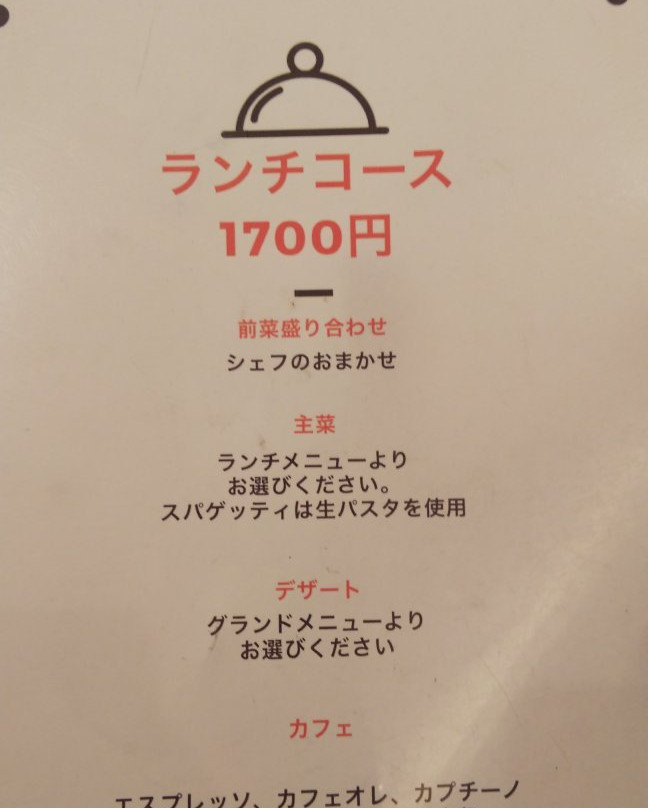 ランチコース
1700円
前菜盛り合わせ
シェフのおまかせ
主菜
ランチメニューより
お選びください。
スパゲッティは生パスタを使用
デザート
グランドメニューより
お選びください
カフェ
エスプレッソ、カフェオレ、カプチーノ